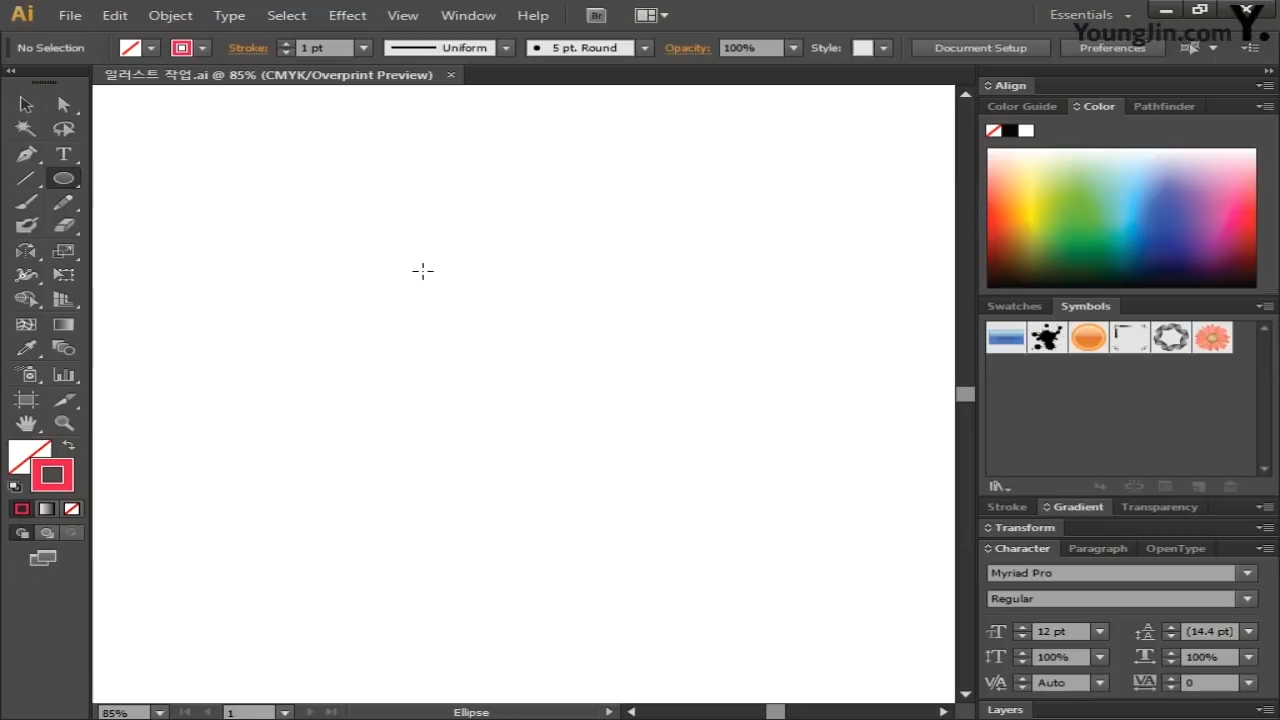 Ai File Edit Object Type Select Effect View Window Help Br Essentials
YoungJin.com Y.
No Selection Stroke: 1 pt Uniform 5 pt. Round Opacity: 100% Style: Document Setup Preferences
일러스트 작업.ai @ 85% (CMYK/Overprint Preview) ×
Align
Color Guide Color Pathfinder
Swatches Symbols
Stroke Gradient Transparency
Transform
Character Paragraph OpenType
Myriad Pro
Regular
12 pt (14.4 pt)
100% 100%
Auto 0
Layers
85% 1 Ellipse